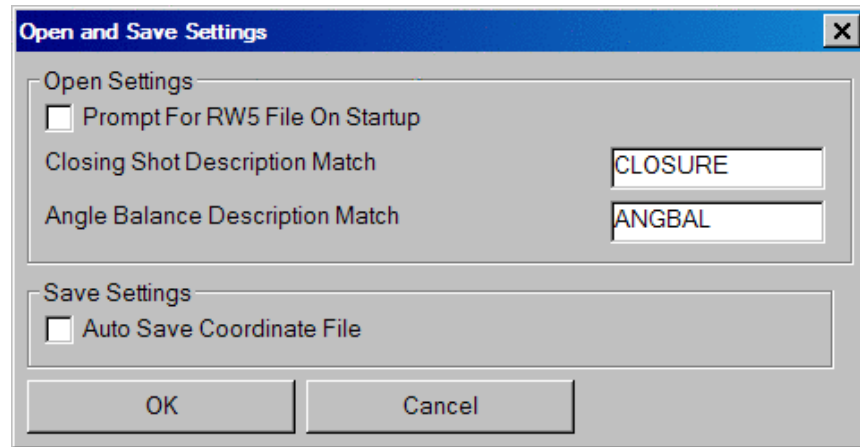 Open and Save Settings
Open Settings
Prompt For RW5 File On Startup
Closing Shot Description Match CLOSURE
Angle Balance Description Match ANGBAL
Save Settings
Auto Save Coordinate File
OK Cancel